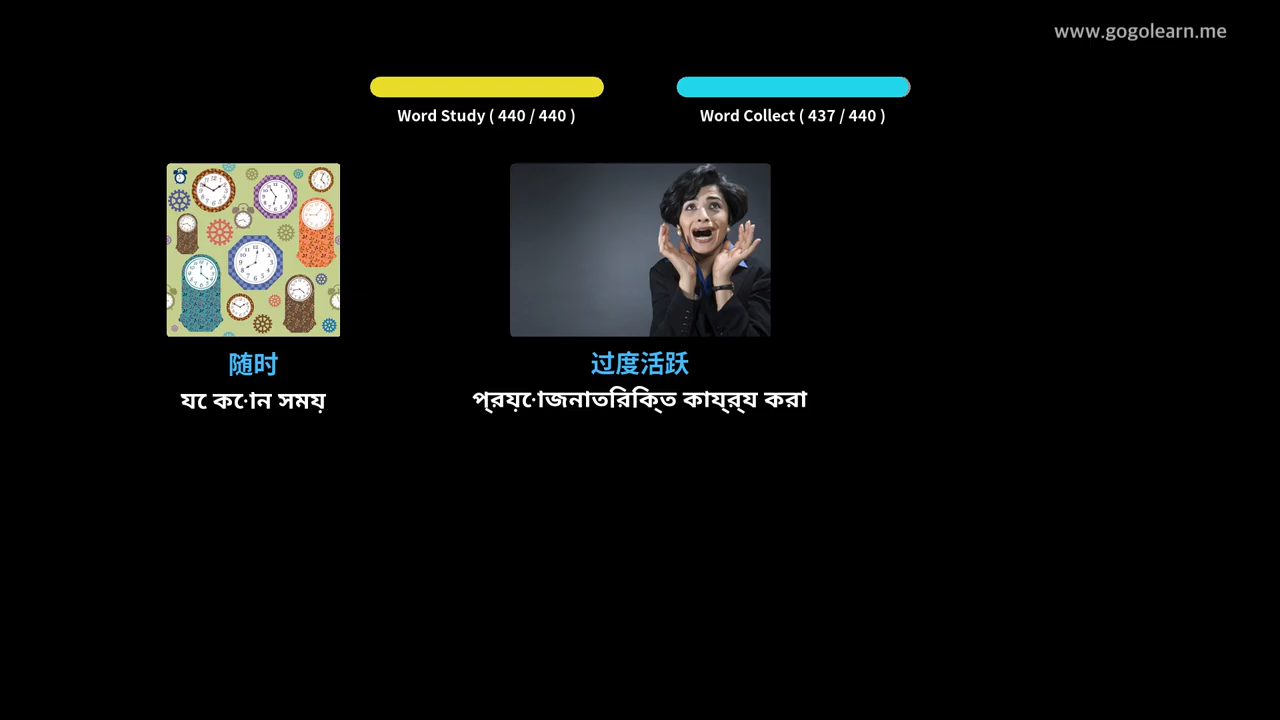 www.gogolearn.me
Word Study ( 440 / 440 )
Word Collect ( 437 / 440 )
随时
যে কোন সময়
过度活跃
প্রয়োজনাতিরিক্ত কার্য্য করা